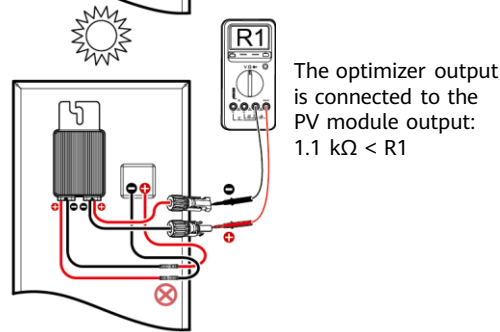 R1
The optimizer output
is connected to the
PV module output:
1.1 kΩ < R1